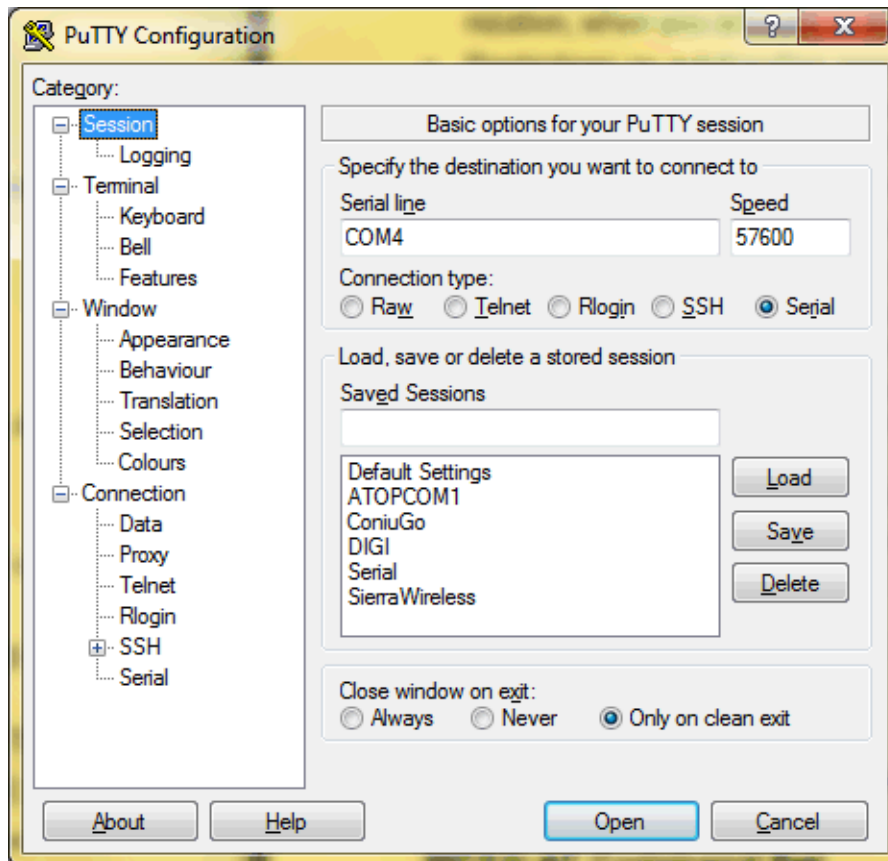 PuTTY Configuration
Category:
Session
Logging
Terminal
Keyboard
Bell
Features
Window
Appearance
Behaviour
Translation
Selection
Colours
Connection
Data
Proxy
Telnet
Rlogin
SSH
Serial
Basic options for your PuTTY session
Specify the destination you want to connect to
Serial line Speed
COM4 57600
Connection type:
Raw Telnet Rlogin SSH Serial
Load, save or delete a stored session
Saved Sessions
Default Settings
ATOPCOM1
ConiuGo
DIGI
Serial
SierraWireless
Load
Save
Delete
Close window on exit:
Always Never Only on clean exit
About Help Open Cancel